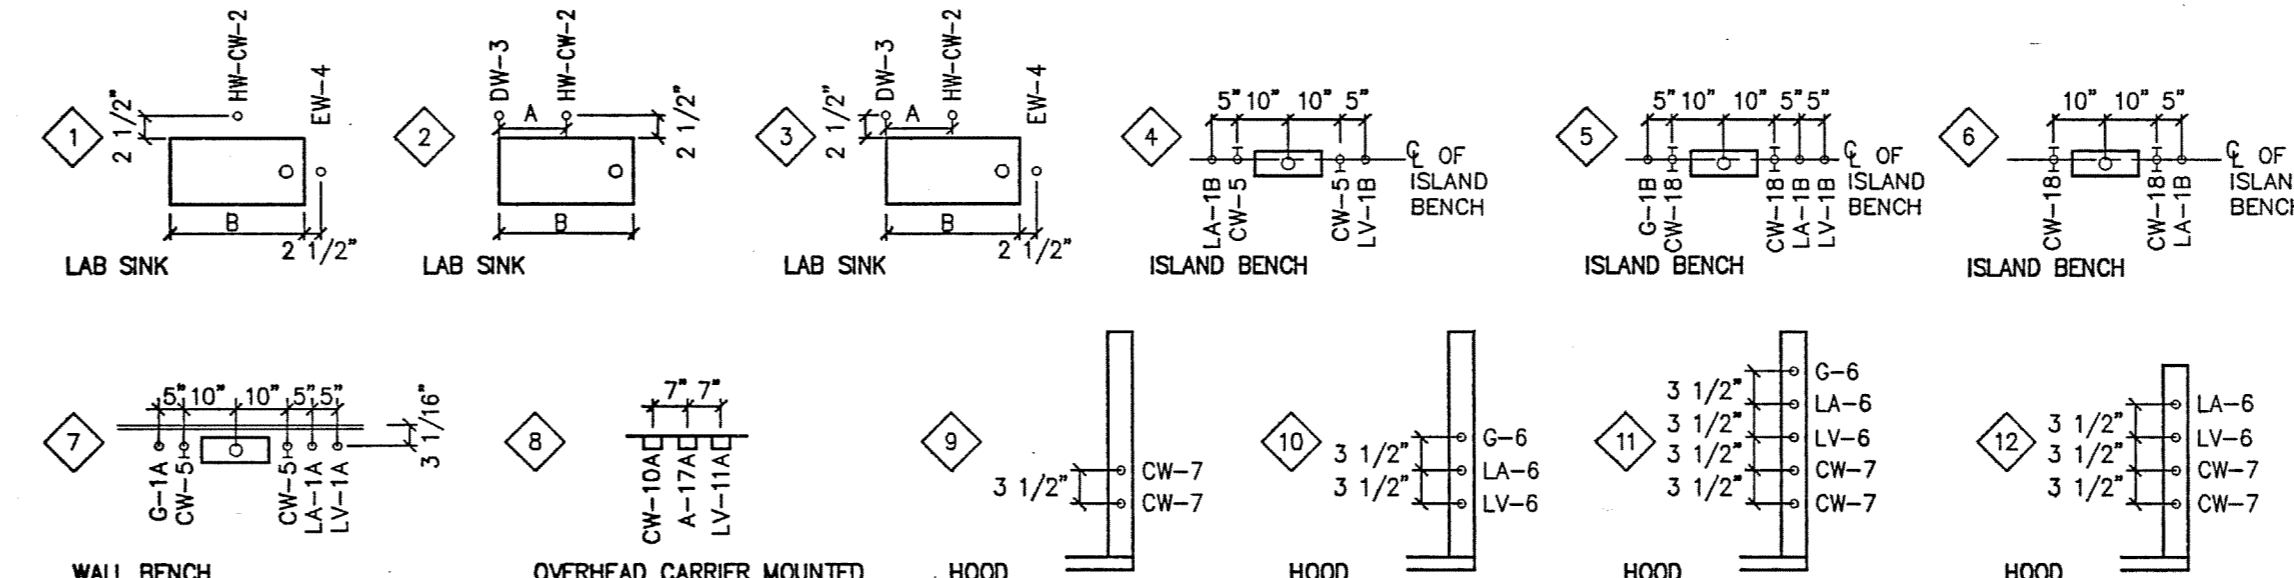 1
2 1/2"
HW-CW-2
EW-4
B
2 1/2"
LAB SINK
2
DW-3
A
HW-CW-2
2 1/2"
B
LAB SINK
3
2 1/2"
DW-3
A
HW-CW-2
EW-4
B
2 1/2"
LAB SINK
4
5" 10" 10" 5"
LA-1B
CW-5
CW-5
LV-1B
℄ OF
ISLAND
BENCH
ISLAND BENCH
5
5" 10" 10" 5" 5"
G-1B
CW-18
CW-18
LA-1B
LV-1B
℄ OF
ISLAND
BENCH
ISLAND BENCH
6
10" 10" 5"
CW-18
CW-18
LA-1B
℄ OF
ISLAN
BENCH
ISLAND BENCH
7
5" 10" 10" 5" 5"
3 1/16"
G-1A
CW-5
CW-5
LA-1A
LV-1A
WALL BENCH
8
7" 7"
CW-10A
A-17A
LV-11A
OVERHEAD CARRIER MOUNTED
9
3 1/2"
CW-7
CW-7
HOOD
10
3 1/2"
3 1/2"
G-6
LA-6
LV-6
HOOD
11
3 1/2"
3 1/2"
3 1/2"
3 1/2"
G-6
LA-6
LV-6
CW-7
CW-7
HOOD
12
3 1/2"
3 1/2"
3 1/2"
LA-6
LV-6
CW-7
CW-7
HOOD